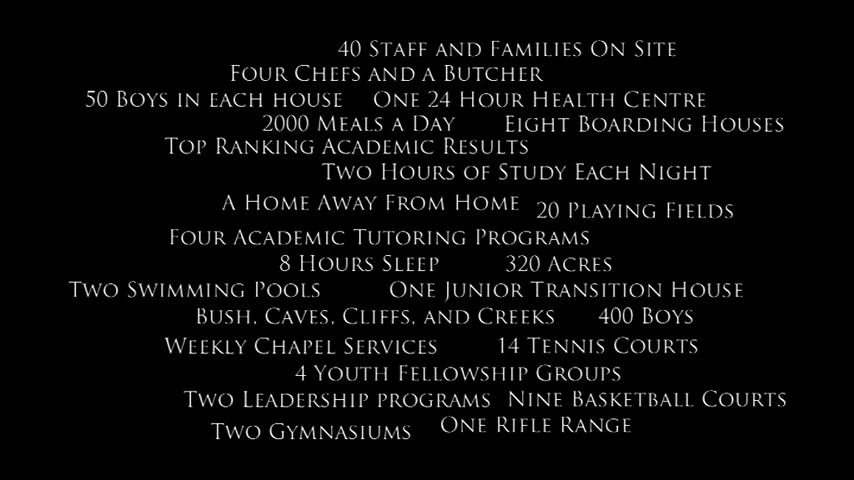 40 Staff and Families On Site
Four Chefs and a Butcher
50 Boys in each house One 24 Hour Health Centre
2000 Meals a Day Eight Boarding Houses
Top Ranking Academic Results
Two Hours of Study Each Night
A Home Away From Home 20 Playing Fields
Four Academic Tutoring Programs
8 Hours Sleep 320 Acres
Two Swimming Pools One Junior Transition House
Bush, Caves, Cliffs, and Creeks 400 Boys
Weekly Chapel Services 14 Tennis Courts
4 Youth Fellowship Groups
Two Leadership programs Nine Basketball Courts
Two Gymnasiums One Rifle Range